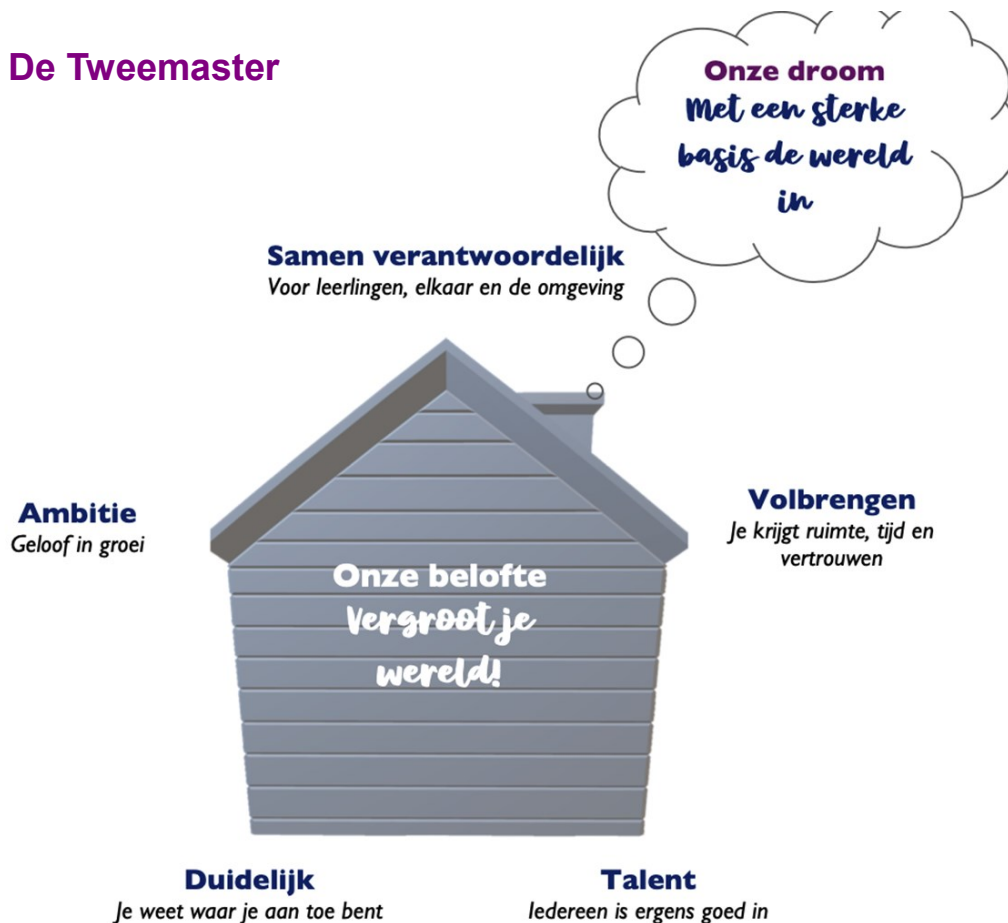 De Tweemaster
Onze droom
Met een sterke
basis de wereld
in
Samen verantwoordelijk
Voor leerlingen, elkaar en de omgeving
Ambitie
Geloof in groei
Volbrengen
Je krijgt ruimte, tijd en
vertrouwen
Onze belofte
Vergroot je
wereld!
Duidelijk
Je weet waar je aan toe bent
Talent
Iedereen is ergens goed in